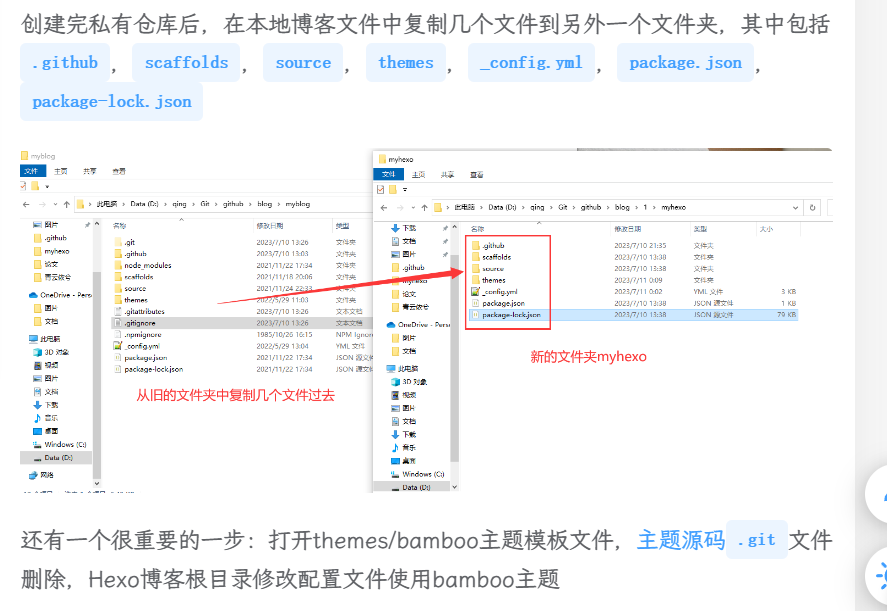 创建完私有仓库后，在本地博客文件中复制几个文件到另外一个文件夹，其中包括
.github， scaffolds， source， themes， _config.yml， package.json，
package-lock.json
myblog
文件 主页 共享 查看
此电脑 › Data (D:) › qing › Git › github › blog › myblog
图片
.github
myhexo
论文
青云依兮
OneDrive - Pers
图片
文档
此电脑
3D 对象
视频
图片
文档
下载
音乐
桌面
Windows (C:)
Data (D:)
网络
名称 修改日期 类型
.git 2023/7/10 13:26 文件夹
.github 2023/7/10 13:03 文件夹
node_modules 2021/11/22 17:34 文件夹
scaffolds 2021/11/18 20:06 文件夹
source 2021/11/24 22:33 文件夹
themes 2022/5/29 11:03 文件夹
.gitattributes 2023/7/10 13:26 文本文档
.gitignore 2023/7/10 13:26 文本文档
.npmignore 1985/10/26 16:15 NPM Ignor
_config.yml 2022/5/29 13:04 YML 文件
package.json 2021/11/22 17:34 JSON 源文件
package-lock.json 2021/11/22 17:34 JSON 源文件
从旧的文件夹中复制几个文件过去
myhexo
文件 主页 共享 查看
此电脑 › Data (D:) › qing › Git › github › blog › 1 › myhexo
下载
文档
图片
.github
myhexo
论文
青云依兮
OneDrive - Perse
图片
文档
此电脑
3D 对象
视频
图片
文档
下载
音乐
桌面
Windows (C:)
Data (D:)
名称 修改日期 类型 大小
.github 2023/7/10 21:35 文件夹
scaffolds 2023/7/10 13:38 文件夹
source 2023/7/10 13:38 文件夹
themes 2023/7/11 0:09 文件夹
_config.yml 2023/7/11 0:02 YML 文件 3 KB
package.json 2023/7/10 13:38 JSON 源文件 1 KB
package-lock.json 2023/7/10 13:38 JSON 源文件 79 KB
新的文件夹myhexo
还有一个很重要的一步：打开themes/bamboo主题模板文件，主题源码 .git 文件
删除，Hexo博客根目录修改配置文件使用bamboo主题